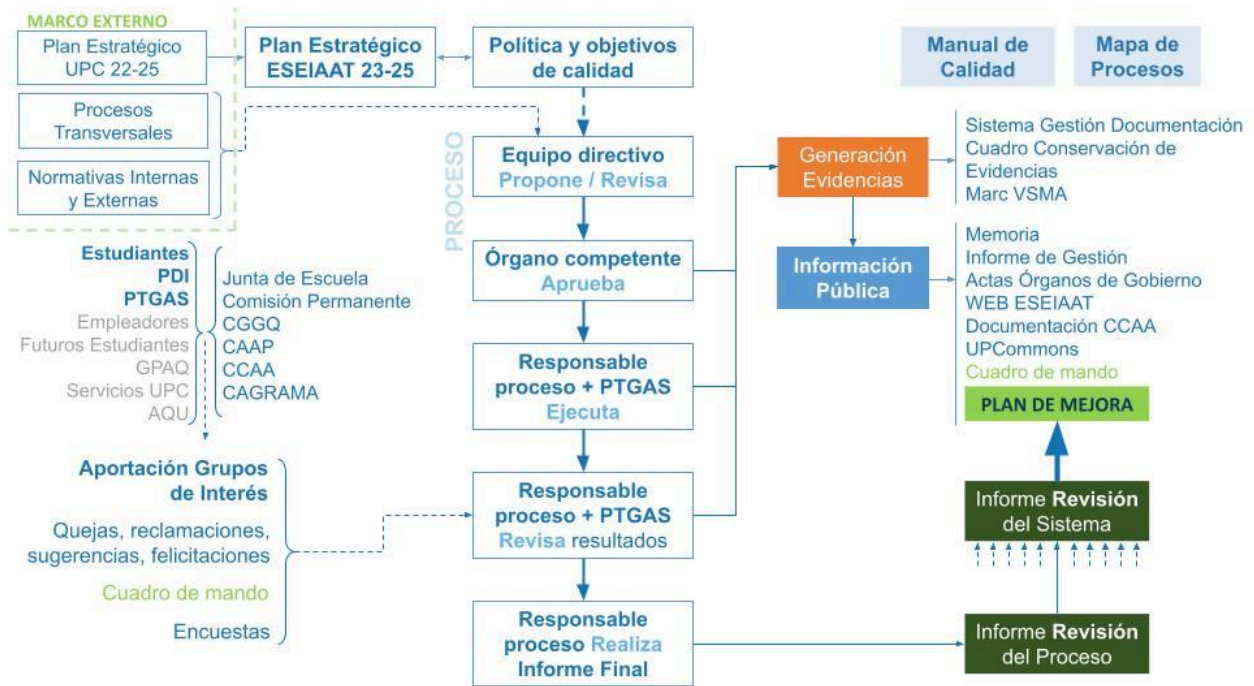 MARCO EXTERNO
Plan Estratégico
UPC 22-25
Procesos
Transversales
Normativas Internas
y Externas
Plan Estratégico
ESEIAAT 23-25
Política y objetivos
de calidad
Manual de
Calidad
Mapa de
Procesos
PROCESO
Equipo directivo
Propone / Revisa
Órgano competente
Aprueba
Responsable
proceso + PTGAS
Ejecuta
Responsable
proceso + PTGAS
Revisa resultados
Responsable
proceso Realiza
Informe Final
Estudiantes
PDI
PTGAS
Empleadores
Futuros Estudiantes
GPAQ
Servicios UPC
AQU
Junta de Escuela
Comisión Permanente
CGGQ
CAAP
CCAA
CAGRAMA
Aportación Grupos
de Interés
Quejas, reclamaciones,
sugerencias, felicitaciones
Cuadro de mando
Encuestas
Generación
Evidencias
Sistema Gestión Documentación
Cuadro Conservación de
Evidencias
Marc VSMA
Información
Pública
Memoria
Informe de Gestión
Actas Órganos de Gobierno
WEB ESEIAAT
Documentación CCAA
UPCommons
Cuadro de mando
PLAN DE MEJORA
Informe Revisión
del Sistema
Informe Revisión
del Proceso